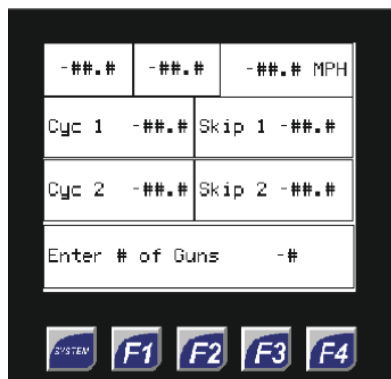 -##.# -##.# -##.# MPH
Cyc 1 -##.# Skip 1 -##.#
Cyc 2 -##.# Skip 2 -##.#
Enter # of Guns -#
SYSTEM F1 F2 F3 F4